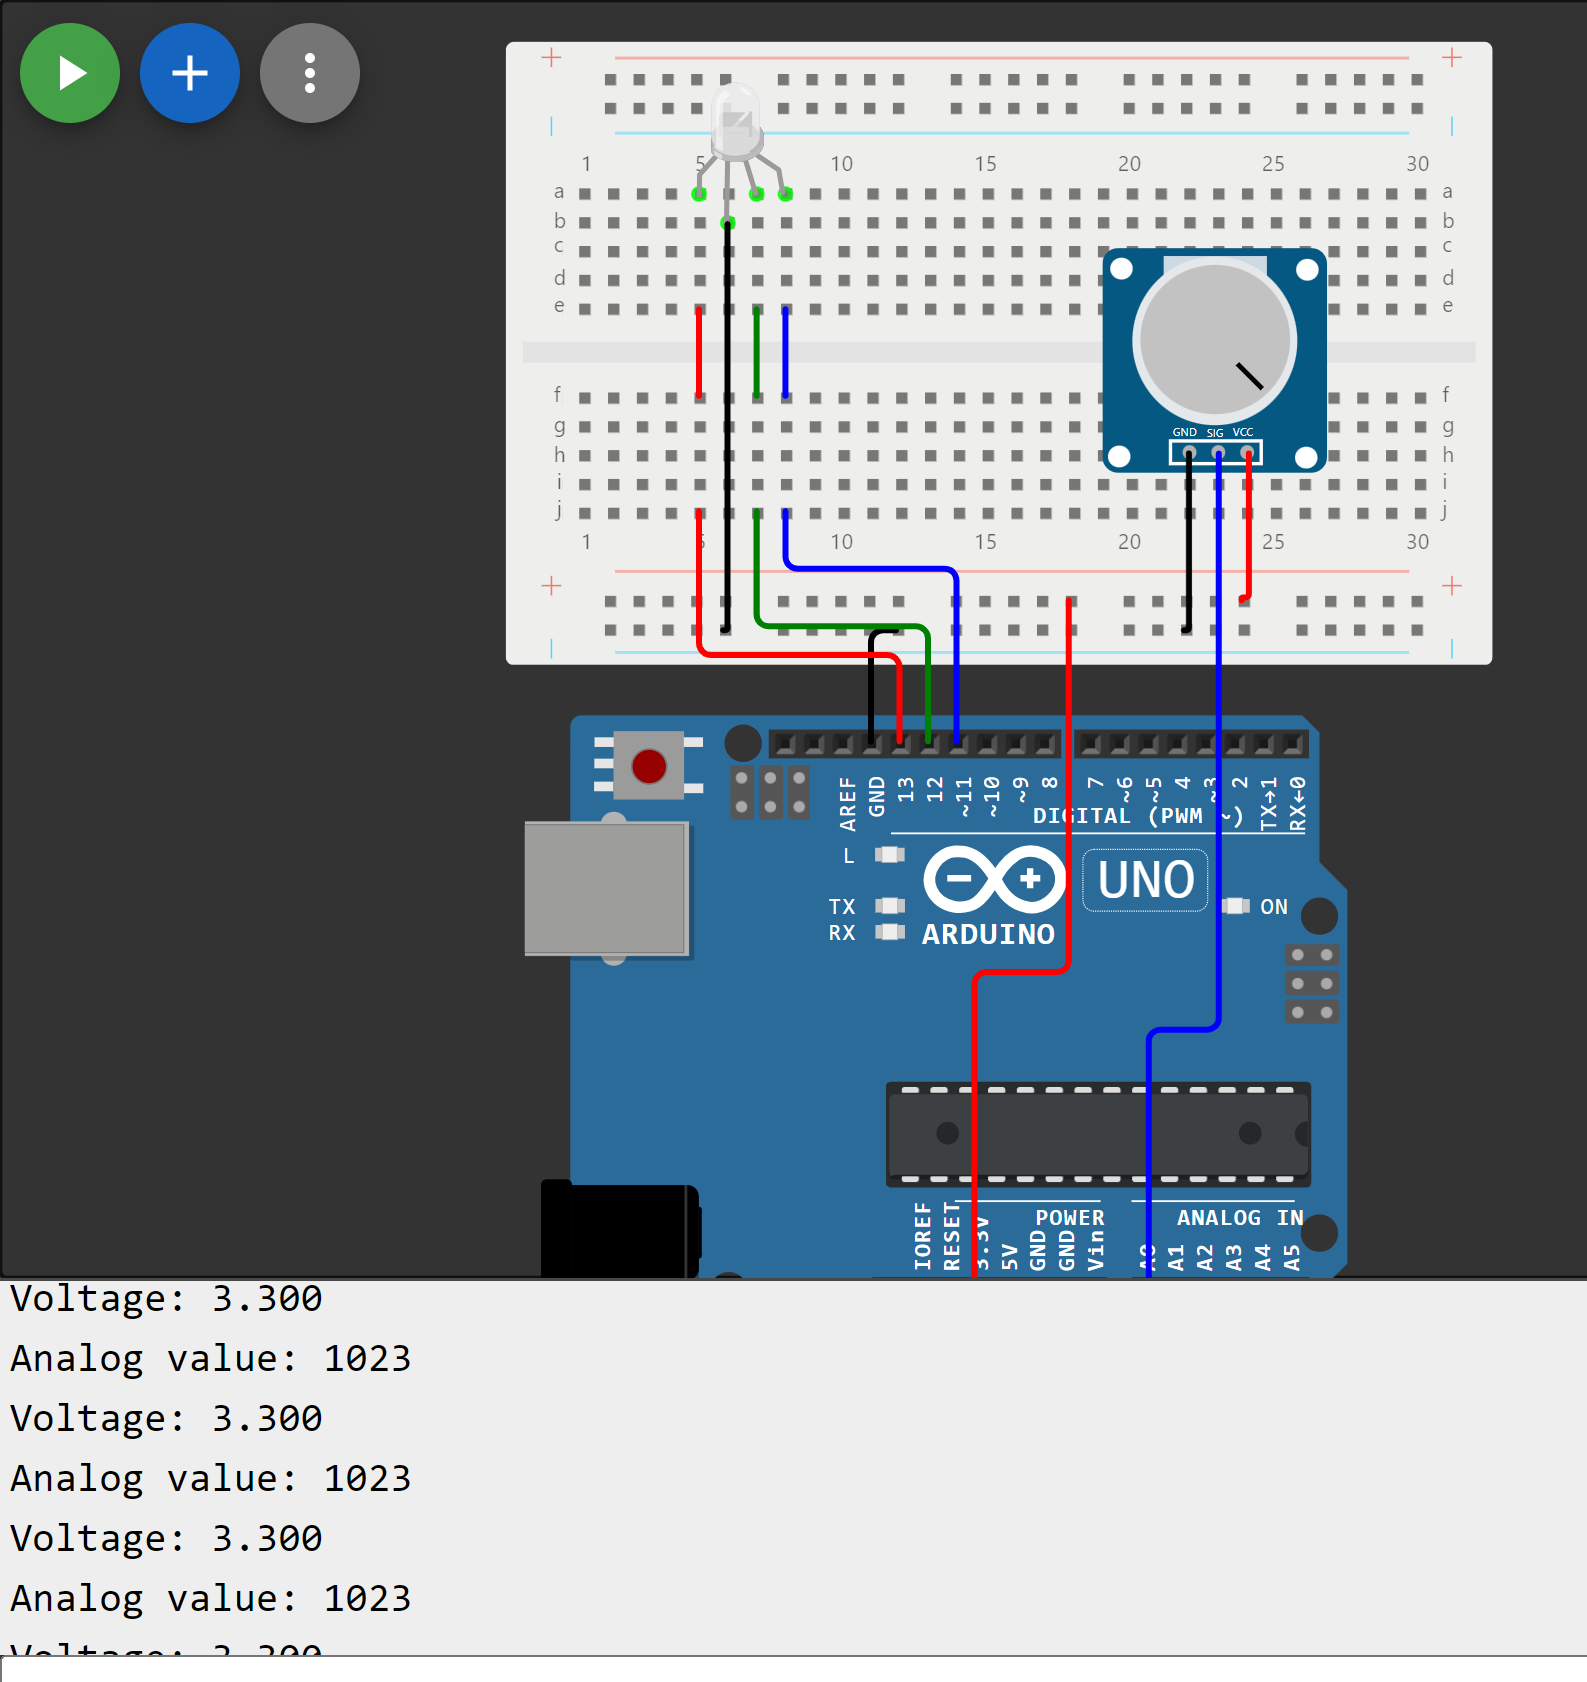 1 5 10 15 20 25 30
a a
b b
c c
d d
e e
f f
GND SIG VCC
g g
h h
i i
j j
1 5 10 15 20 25 30
AREF GND 13 12 ~11 ~10 ~9 8 7 ~6 ~5 4 ~3 2 TX→1 RX←0
DIGITAL (PWM ~)
L
UNO
TX
ON
RX
ARDUINO
POWER
ANALOG IN
IOREF RESET 3.3V 5V GND GND Vin A0 A1 A2 A3 A4 A5
Voltage: 3.300
Analog value: 1023
Voltage: 3.300
Analog value: 1023
Voltage: 3.300
Analog value: 1023
Voltage: 3.300